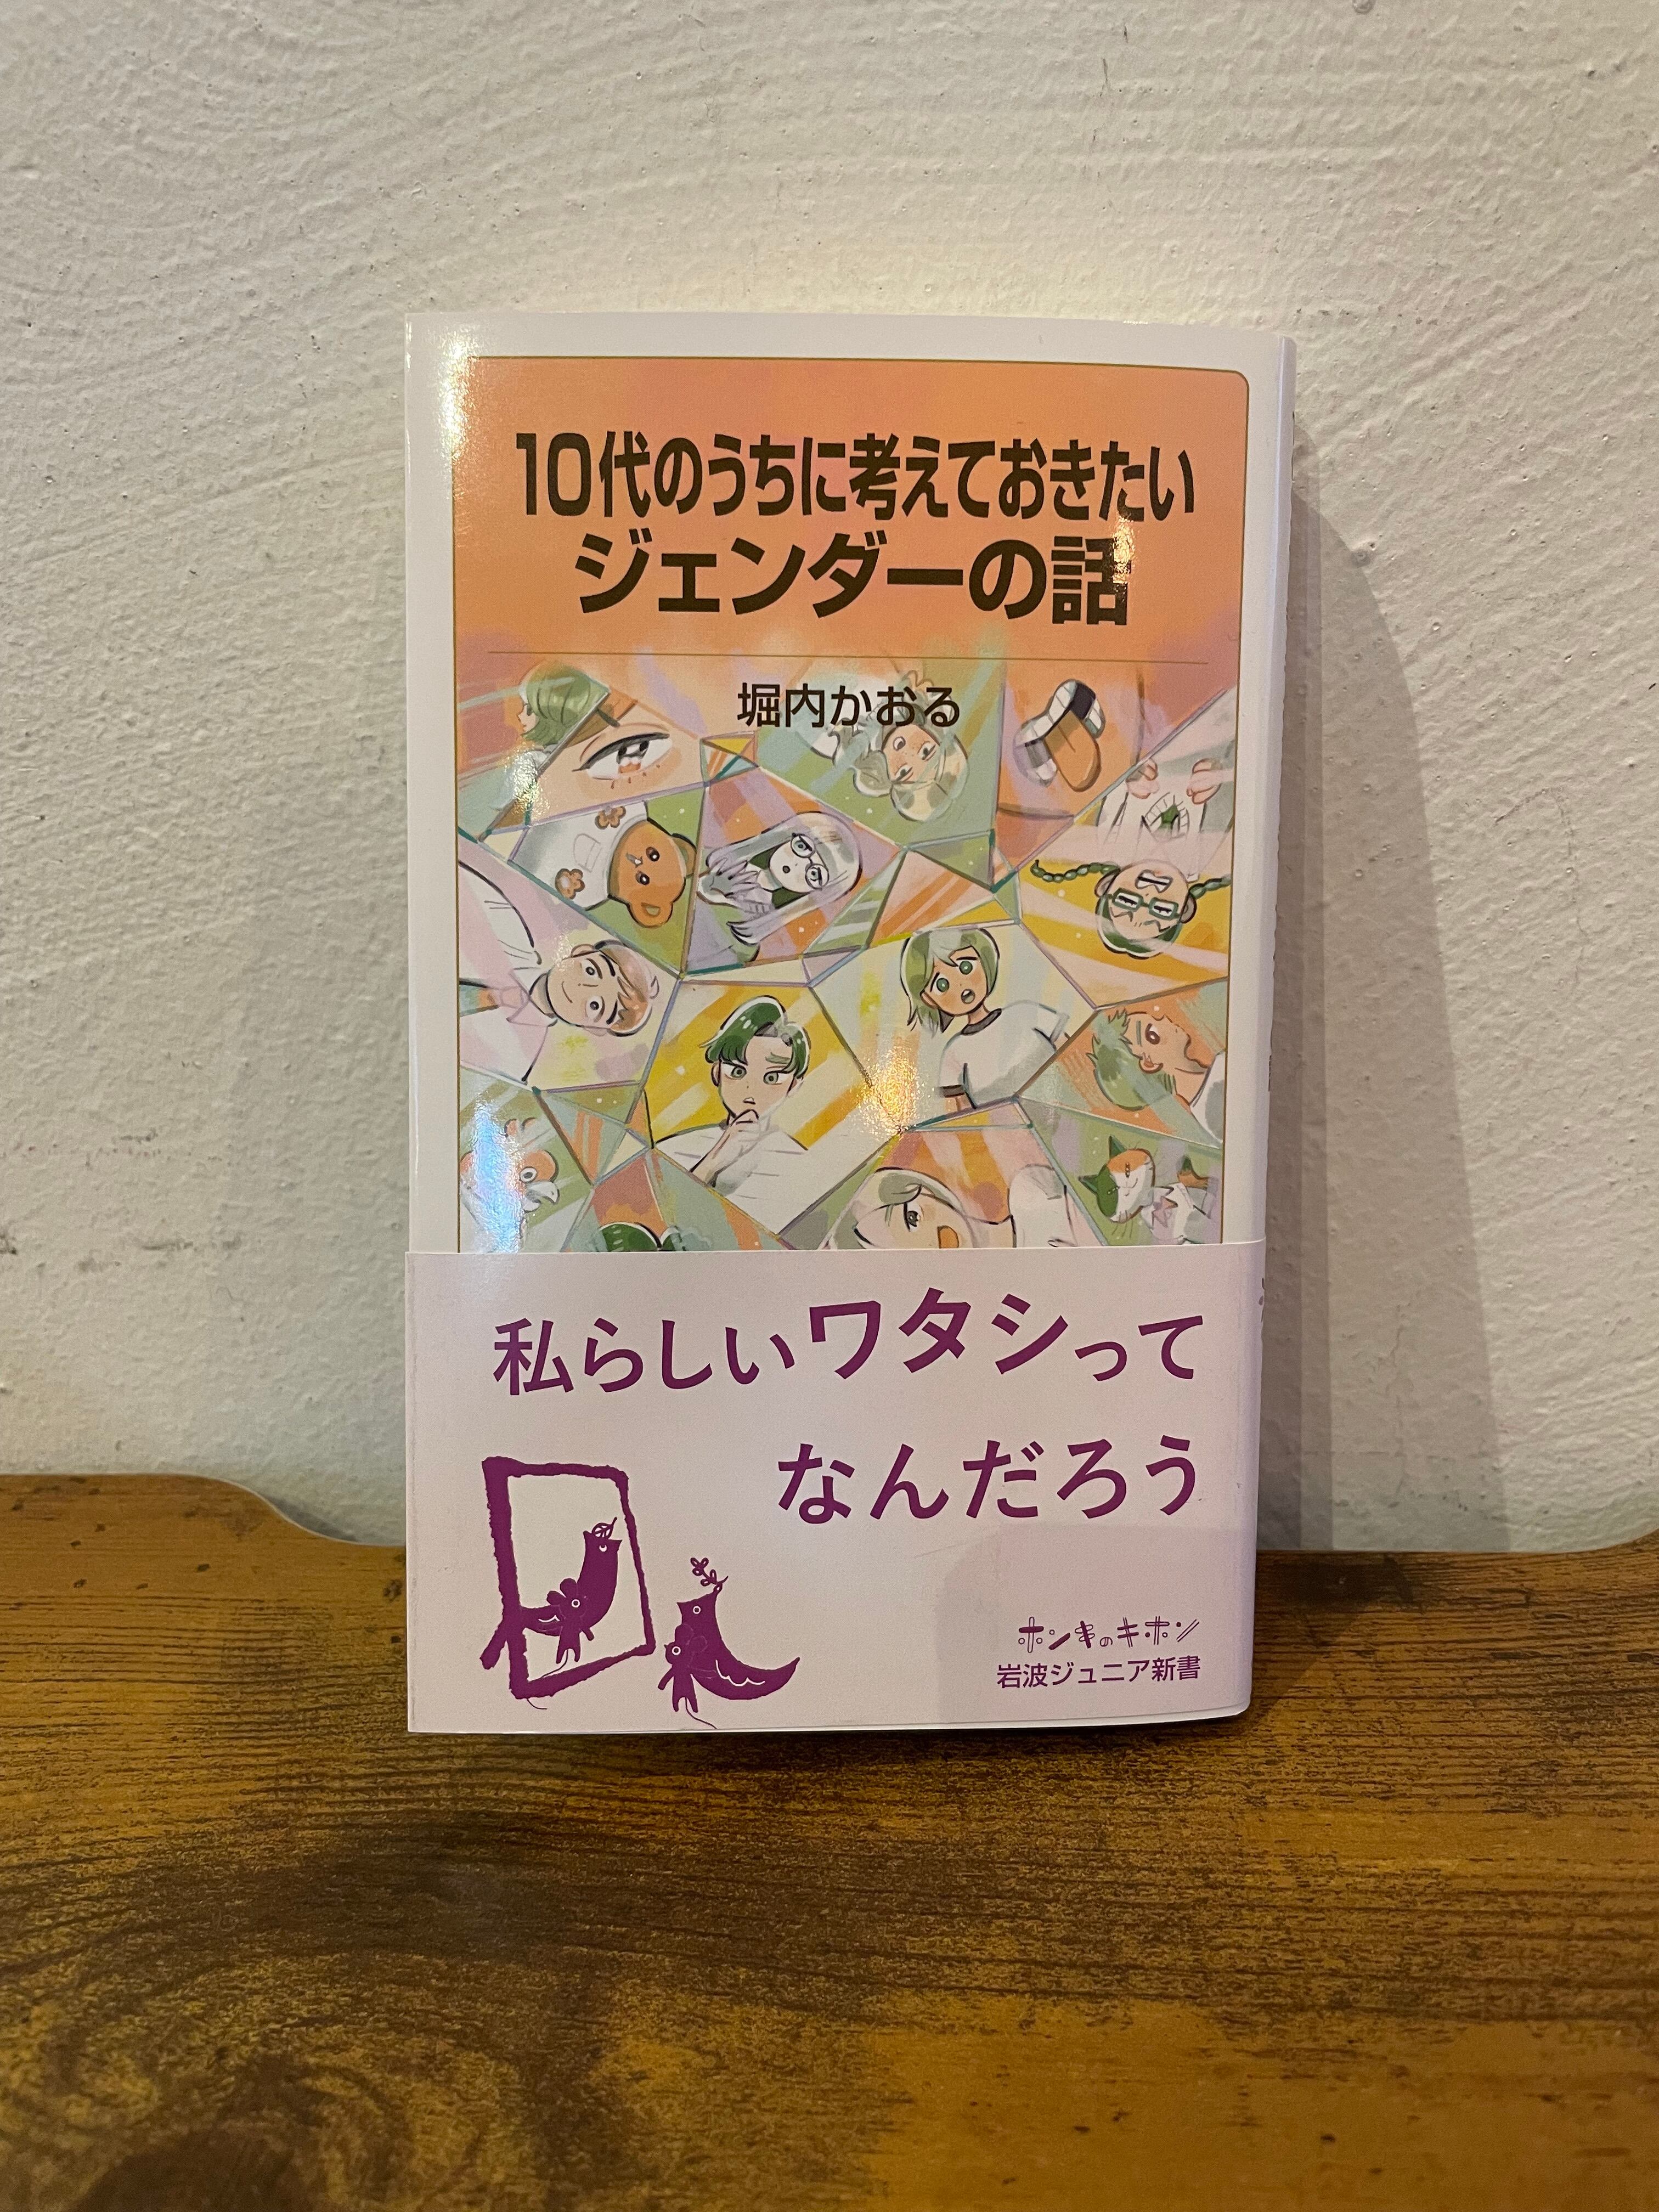 10代のうちに考えておきたい
ジェンダーの話
堀内かおる
私らしいワタシって
なんだろう
ホンキのキホン
岩波ジュニア新書